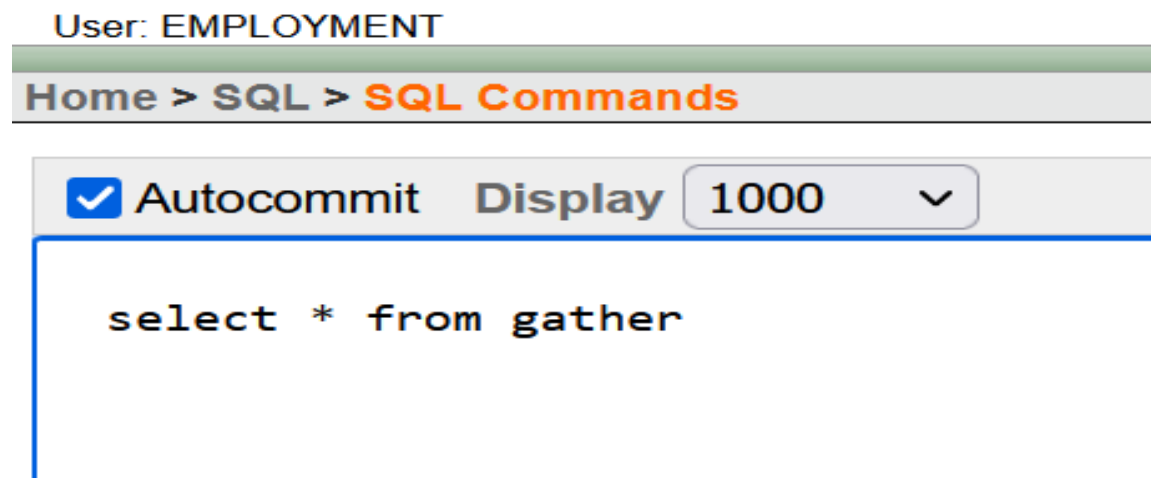 User: EMPLOYMENT
Home > SQL > SQL Commands
Autocommit Display 1000
select * from gather